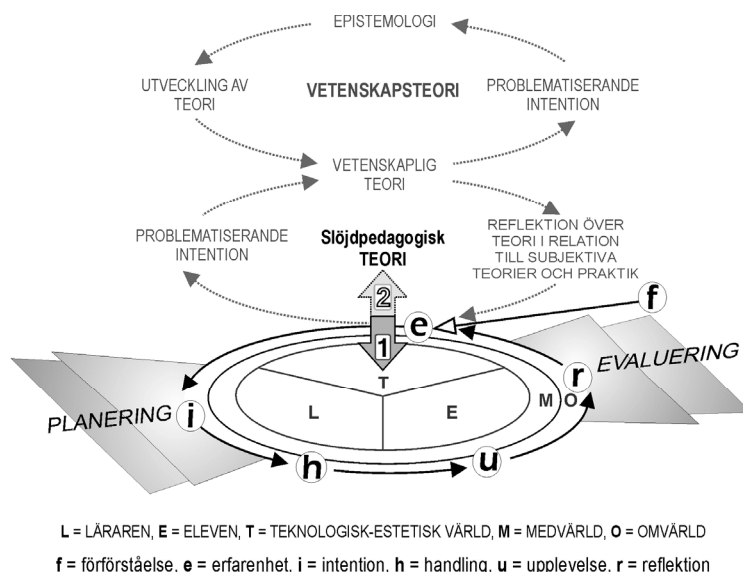 EPISTEMOLOGI
UTVECKLING AV
TEORI
VETENSKAPSTEORI
PROBLEMATISERANDE
INTENTION
VETENSKAPLIG
TEORI
PROBLEMATISERANDE
INTENTION
Slöjdpedagogisk
TEORI
REFLEKTION ÖVER
TEORI I RELATION
TILL SUBJEKTIVA
TEORIER OCH PRAKTIK
2
f
e
1
EVALUERING
r
T
PLANERING
i
L
E
M
O
h
u
L = LÄRAREN, E = ELEVEN, T = TEKNOLOGISK-ESTETISK VÄRLD, M = MEDVÄRLD, O = OMVÄRLD
f = förförståelse, e = erfarenhet, i = intention, h = handling, u = upplevelse, r = reflektion